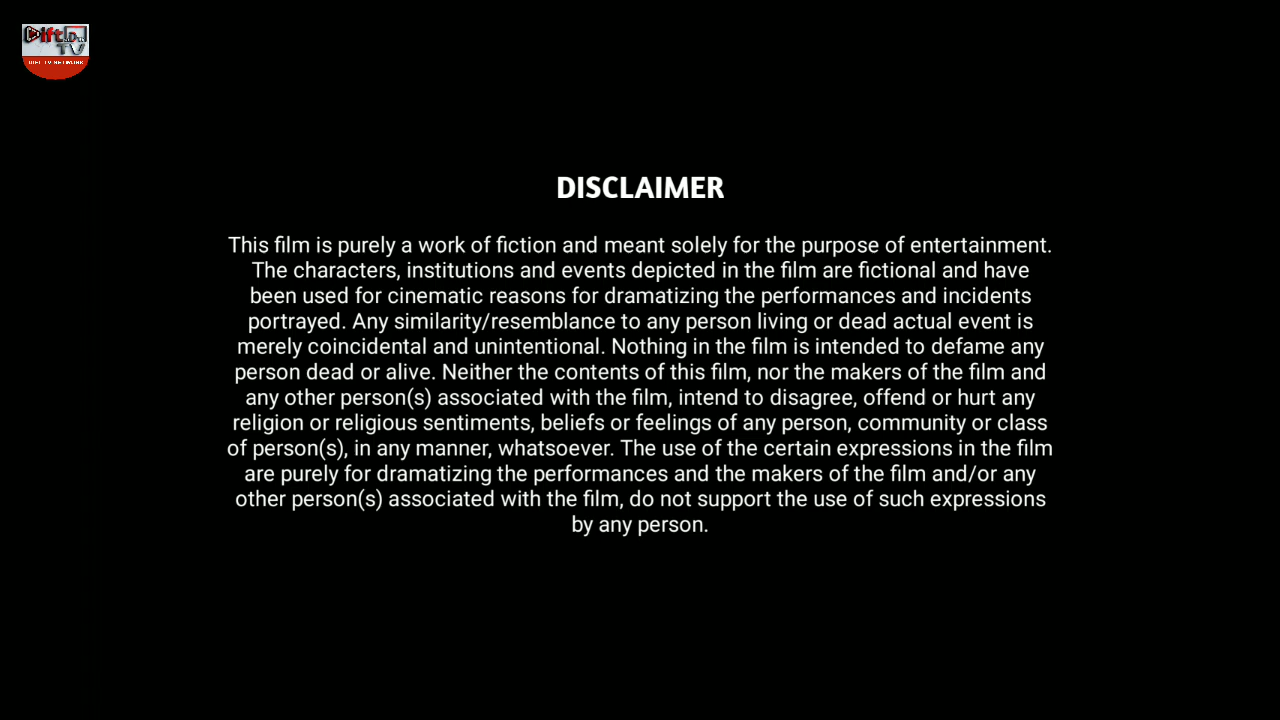 DISCLAIMER
This film is purely a work of fiction and meant solely for the purpose of entertainment.
The characters, institutions and events depicted in the film are fictional and have
been used for cinematic reasons for dramatizing the performances and incidents
portrayed. Any similarity/resemblance to any person living or dead actual event is
merely coincidental and unintentional. Nothing in the film is intended to defame any
person dead or alive. Neither the contents of this film, nor the makers of the film and
any other person(s) associated with the film, intend to disagree, offend or hurt any
religion or religious sentiments, beliefs or feelings of any person, community or class
of person(s), in any manner, whatsoever. The use of the certain expressions in the film
are purely for dramatizing the performances and the makers of the film and/or any
other person(s) associated with the film, do not support the use of such expressions
by any person.